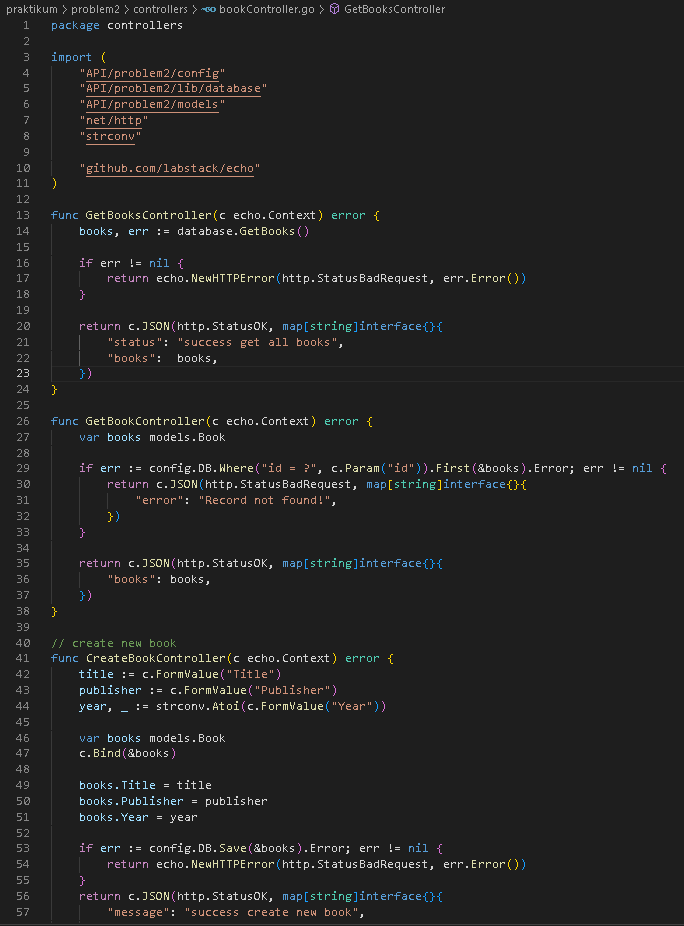 praktikum > problem2 > controllers > bookController.go > GetBooksController
1 package controllers
2
3 import (
4     "API/problem2/config"
5     "API/problem2/lib/database"
6     "API/problem2/models"
7     "net/http"
8     "strconv"
9
10     "github.com/labstack/echo"
11 )
12
13 func GetBooksController(c echo.Context) error {
14     books, err := database.GetBooks()
15
16     if err != nil {
17         return echo.NewHTTPError(http.StatusBadRequest, err.Error())
18     }
19
20     return c.JSON(http.StatusOK, map[string]interface{}{
21         "status": "success get all books",
22         "books":  books,
23     })
24 }
25
26 func GetBookController(c echo.Context) error {
27     var books models.Book
28
29     if err := config.DB.Where("id = ?", c.Param("id")).First(&books).Error; err != nil {
30         return c.JSON(http.StatusBadRequest, map[string]interface{}{
31             "error": "Record not found!",
32         })
33     }
34
35     return c.JSON(http.StatusOK, map[string]interface{}{
36         "books": books,
37     })
38 }
39
40 // create new book
41 func CreateBookController(c echo.Context) error {
42     title := c.FormValue("Title")
43     publisher := c.FormValue("Publisher")
44     year, _ := strconv.Atoi(c.FormValue("Year"))
45
46     var books models.Book
47     c.Bind(&books)
48
49     books.Title = title
50     books.Publisher = publisher
51     books.Year = year
52
53     if err := config.DB.Save(&books).Error; err != nil {
54         return echo.NewHTTPError(http.StatusBadRequest, err.Error())
55     }
56     return c.JSON(http.StatusOK, map[string]interface{}{
57         "message": "success create new book",